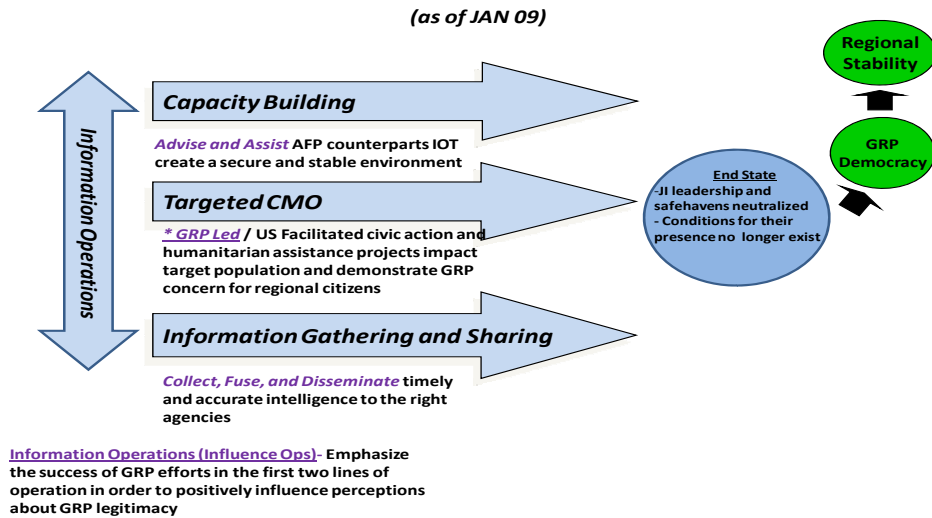 (as of JAN 09)
Regional
Stability
GRP
Democracy
Information Operations
Capacity Building
Advise and Assist AFP counterparts IOT
create a secure and stable environment
Targeted CMO
* GRP Led / US Facilitated civic action and
humanitarian assistance projects impact
target population and demonstrate GRP
concern for regional citizens
Information Gathering and Sharing
Collect, Fuse, and Disseminate timely
and accurate intelligence to the right
agencies
End State
-JI leadership and
safehavens neutralized
- Conditions for their
presence no longer exist
Information Operations (Influence Ops)- Emphasize
the success of GRP efforts in the first two lines of
operation in order to positively influence perceptions
about GRP legitimacy